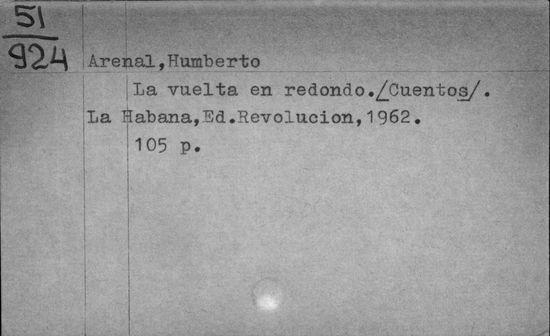 51
924
Arenal,Humberto
La vuelta en redondo./Cuentos/.
La Habana,Ed.Revolucion,1962.
105 p.